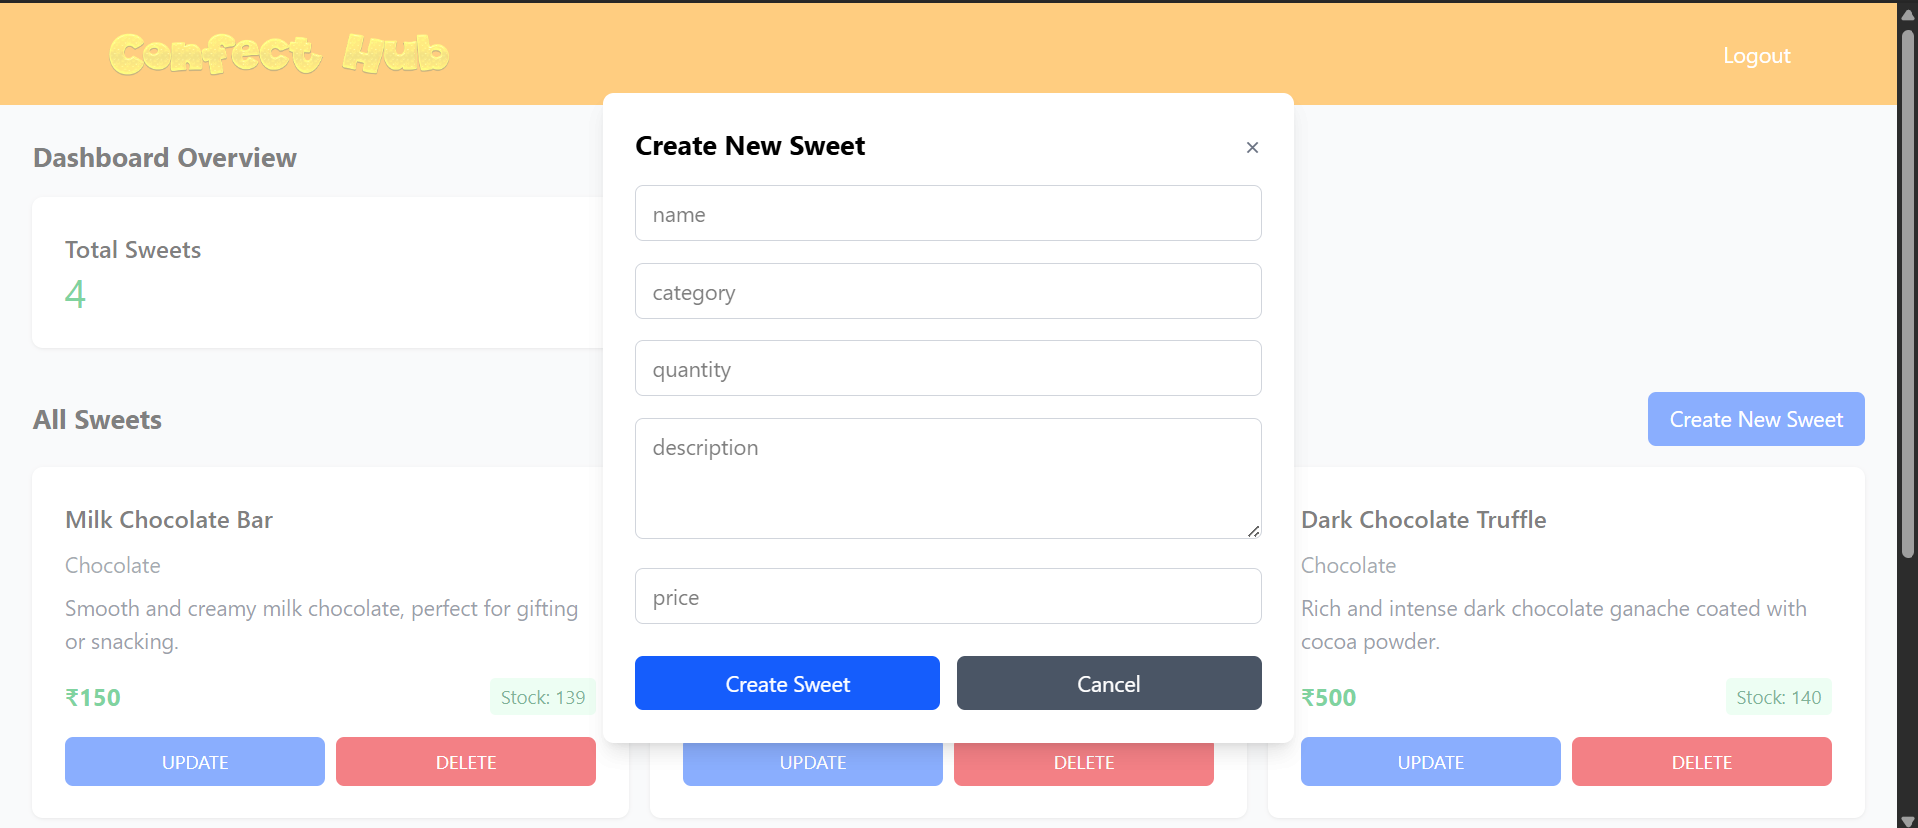 Confect Hub
Logout
Dashboard Overview
Total Sweets
4
All Sweets
Create New Sweet
Milk Chocolate Bar
Chocolate
Smooth and creamy milk chocolate, perfect for gifting
or snacking.
₹150
Stock: 139
UPDATE
DELETE
UPDATE
DELETE
Dark Chocolate Truffle
Chocolate
Rich and intense dark chocolate ganache coated with
cocoa powder.
₹500
Stock: 140
UPDATE
DELETE
Create New Sweet
×
name
category
quantity
description
price
Create Sweet
Cancel